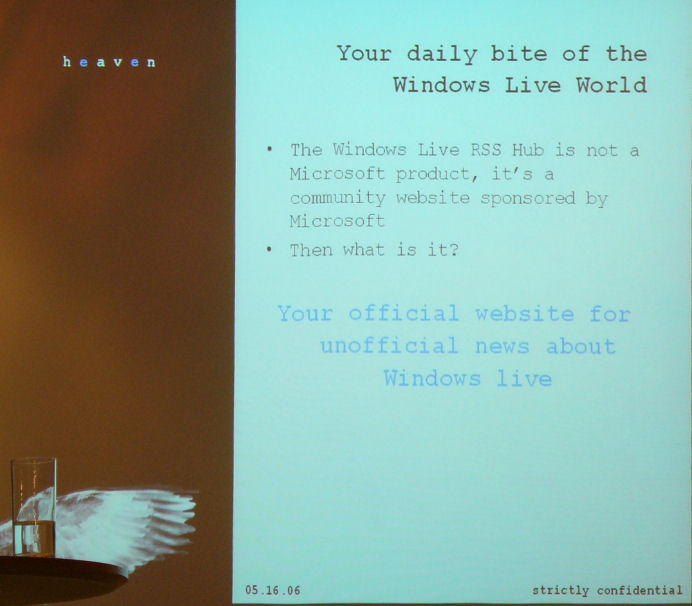 heaven
Your daily bite of the
Windows Live World
• The Windows Live RSS Hub is not a
Microsoft product, it's a
community website sponsored by
Microsoft
• Then what is it?
Your official website for
unofficial news about
Windows live
05.16.06
strictly confidential